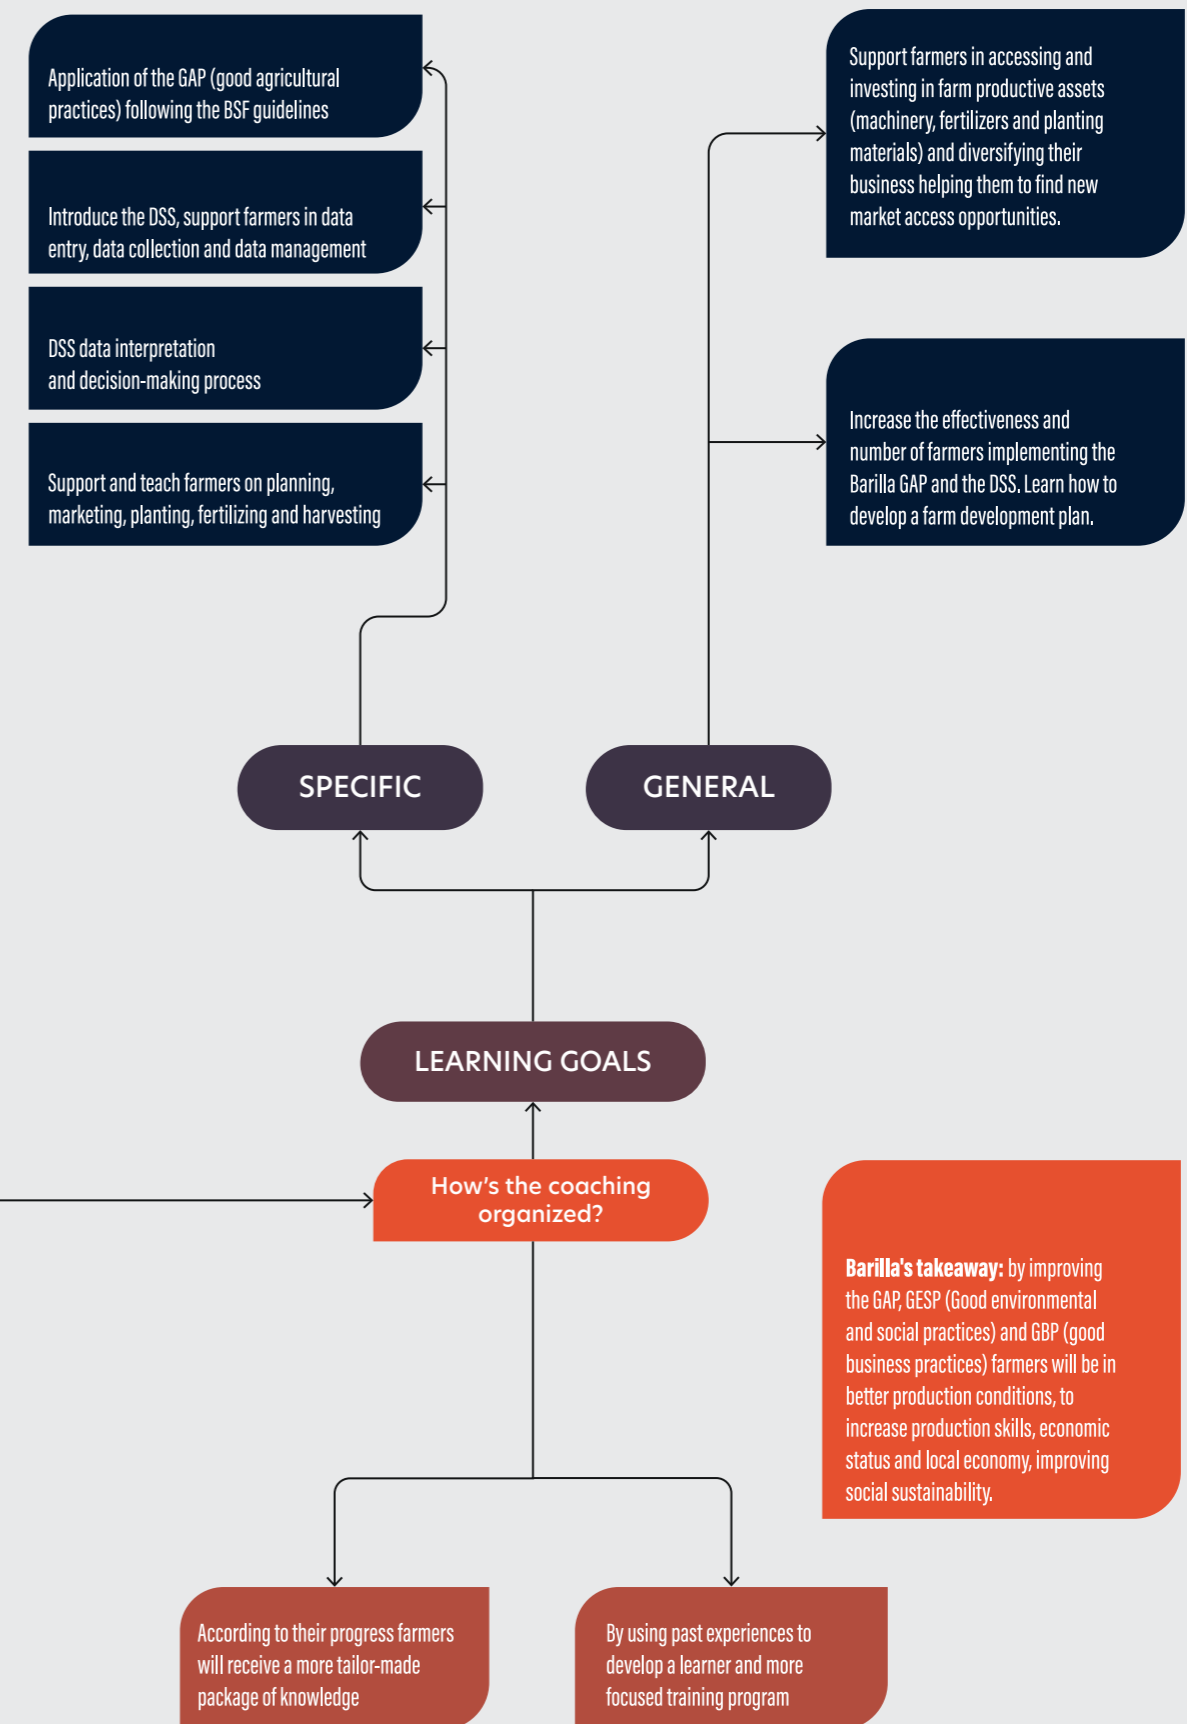 Application of the GAP (good agricultural
practices) following the BSF guidelines
Introduce the DSS, support farmers in data
entry, data collection and data management
DSS data interpretation
and decision-making process
Support and teach farmers on planning,
marketing, planting, fertilizing and harvesting
Support farmers in accessing and
investing in farm productive assets
(machinery, fertilizers and planting
materials) and diversifying their
business helping them to find new
market access opportunities.
Increase the effectiveness and
number of farmers implementing the
Barilla GAP and the DSS. Learn how to
develop a farm development plan.
SPECIFIC
GENERAL
LEARNING GOALS
How's the coaching
organized?
Barilla's takeaway: by improving
the GAP, GESP (Good environmental
and social practices) and GBP (good
business practices) farmers will be in
better production conditions, to
increase production skills, economic
status and local economy, improving
social sustainability.
According to their progress farmers
will receive a more tailor-made
package of knowledge
By using past experiences to
develop a learner and more
focused training program